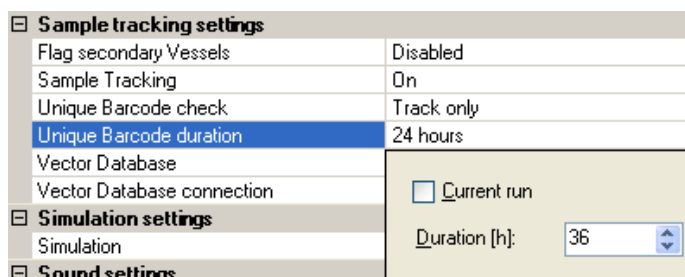 Sample tracking settings
Flag secondary Vessels Disabled
Sample Tracking On
Unique Barcode check Track only
Unique Barcode duration 24 hours
Vector Database
Vector Database connection
Current run
Simulation settings
Duration [h]: 36
Simulation
Sound settings